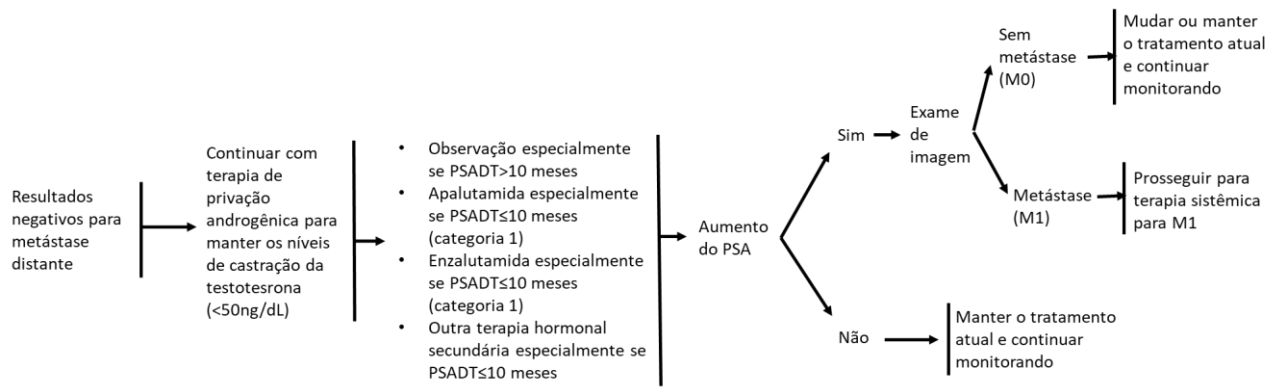 Resultados
negativos para
metástase
distante
Continuar com
terapia de
privação
androgênica para
manter os níveis
de castração da
testotesrona
(<50ng/dL)
• Observação especialmente
se PSADT>10 meses
• Apalutamida especialmente
se PSADT≤10 meses
(categoria 1)
• Enzalutamida especialmente
se PSADT≤10 meses
(categoria 1)
• Outra terapia hormonal
secundária especialmente se
PSADT≤10 meses
Aumento
do PSA
Sim
Exame
de
imagem
Sem
metástase
(M0)
Mudar ou manter
o tratamento atual
e continuar
monitorando
Metástase
(M1)
Prosseguir para
terapia sistêmica
para M1
Não
Manter o tratamento
atual e continuar
monitorando